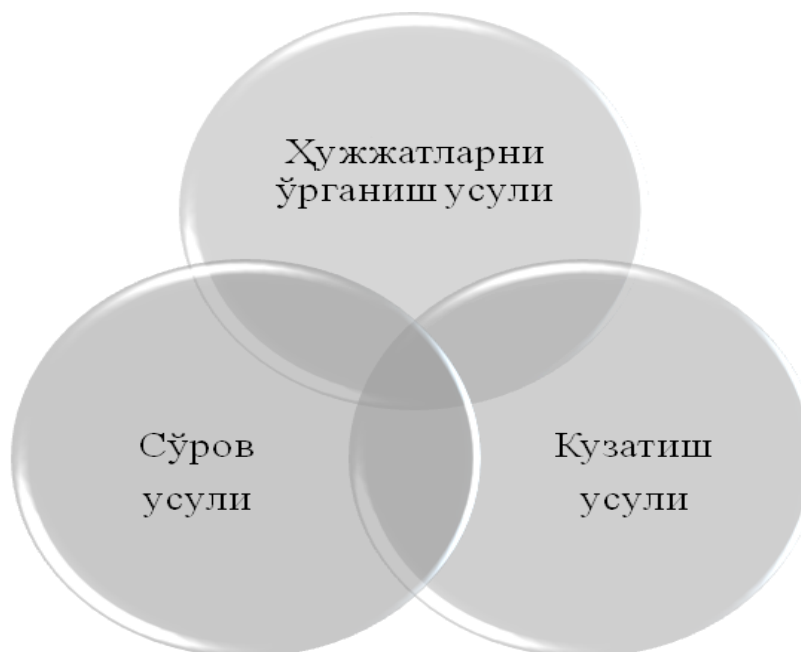 Ҳужжатларни
ўрганиш усули
Сўров
усули
Кузатиш
усули